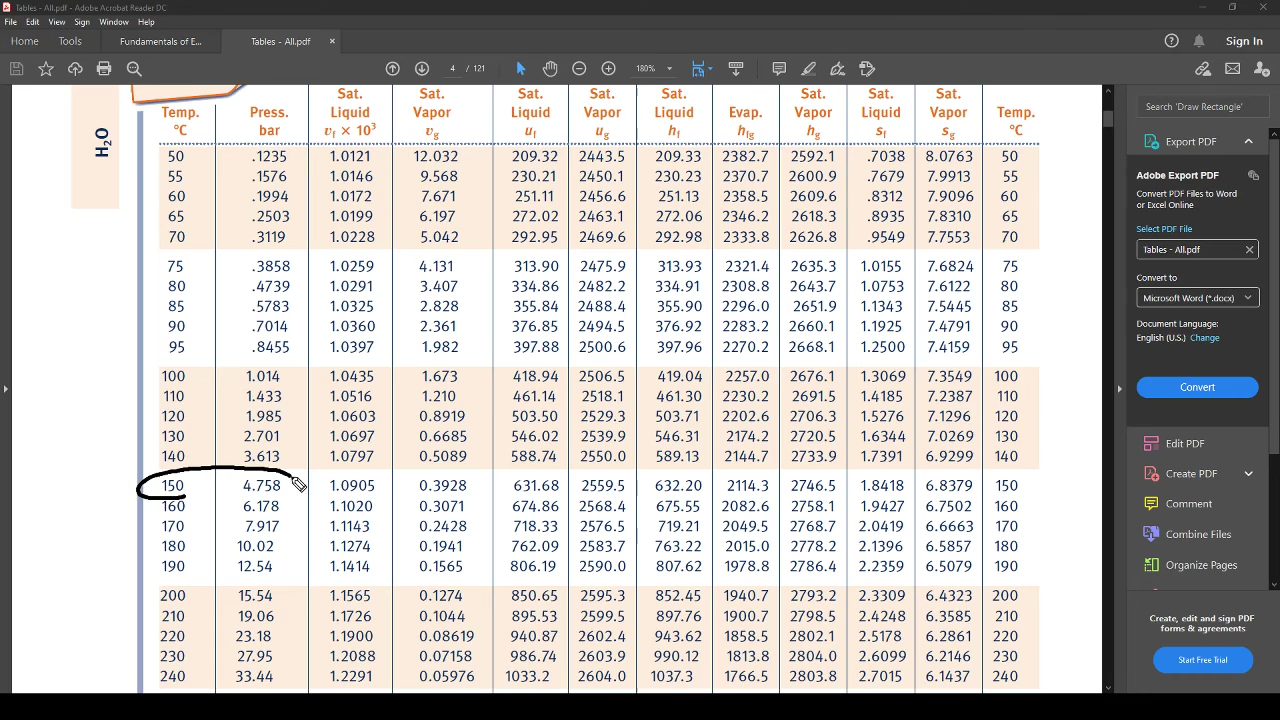 Tables - All.pdf - Adobe Acrobat Reader DC
File Edit View Sign Window Help
Home Tools Fundamentals of E... Tables - All.pdf × Sign In
4 / 121 180%
H₂O
Sat. Sat. Sat. Sat. Sat. Sat. Sat. Sat.
Temp. Press. Liquid Vapor Liquid Vapor Liquid Evap. Vapor Liquid Vapor Temp.
°C bar vf × 10³ vg uf ug hf hfg hg sf sg °C
50 .1235 1.0121 12.032 209.32 2443.5 209.33 2382.7 2592.1 .7038 8.0763 50
55 .1576 1.0146 9.568 230.21 2450.1 230.23 2370.7 2600.9 .7679 7.9913 55
60 .1994 1.0172 7.671 251.11 2456.6 251.13 2358.5 2609.6 .8312 7.9096 60
65 .2503 1.0199 6.197 272.02 2463.1 272.06 2346.2 2618.3 .8935 7.8310 65
70 .3119 1.0228 5.042 292.95 2469.6 292.98 2333.8 2626.8 .9549 7.7553 70
75 .3858 1.0259 4.131 313.90 2475.9 313.93 2321.4 2635.3 1.0155 7.6824 75
80 .4739 1.0291 3.407 334.86 2482.2 334.91 2308.8 2643.7 1.0753 7.6122 80
85 .5783 1.0325 2.828 355.84 2488.4 355.90 2296.0 2651.9 1.1343 7.5445 85
90 .7014 1.0360 2.361 376.85 2494.5 376.92 2283.2 2660.1 1.1925 7.4791 90
95 .8455 1.0397 1.982 397.88 2500.6 397.96 2270.2 2668.1 1.2500 7.4159 95
100 1.014 1.0435 1.673 418.94 2506.5 419.04 2257.0 2676.1 1.3069 7.3549 100
110 1.433 1.0516 1.210 461.14 2518.1 461.30 2230.2 2691.5 1.4185 7.2387 110
120 1.985 1.0603 0.8919 503.50 2529.3 503.71 2202.6 2706.3 1.5276 7.1296 120
130 2.701 1.0697 0.6685 546.02 2539.9 546.31 2174.2 2720.5 1.6344 7.0269 130
140 3.613 1.0797 0.5089 588.74 2550.0 589.13 2144.7 2733.9 1.7391 6.9299 140
150 4.758 1.0905 0.3928 631.68 2559.5 632.20 2114.3 2746.5 1.8418 6.8379 150
160 6.178 1.1020 0.3071 674.86 2568.4 675.55 2082.6 2758.1 1.9427 6.7502 160
170 7.917 1.1143 0.2428 718.33 2576.5 719.21 2049.5 2768.7 2.0419 6.6663 170
180 10.02 1.1274 0.1941 762.09 2583.7 763.22 2015.0 2778.2 2.1396 6.5857 180
190 12.54 1.1414 0.1565 806.19 2590.0 807.62 1978.8 2786.4 2.2359 6.5079 190
200 15.54 1.1565 0.1274 850.65 2595.3 852.45 1940.7 2793.2 2.3309 6.4323 200
210 19.06 1.1726 0.1044 895.53 2599.5 897.76 1900.7 2798.5 2.4248 6.3585 210
220 23.18 1.1900 0.08619 940.87 2602.4 943.62 1858.5 2802.1 2.5178 6.2861 220
230 27.95 1.2088 0.07158 986.74 2603.9 990.12 1813.8 2804.0 2.6099 6.2146 230
240 33.44 1.2291 0.05976 1033.2 2604.0 1037.3 1766.5 2803.8 2.7015 6.1437 240
Search 'Draw Rectangle'
Export PDF
Adobe Export PDF
Convert PDF Files to Word
or Excel Online
Select PDF File
Tables - All.pdf ×
Convert to
Microsoft Word (*.docx)
Document Language:
English (U.S.) Change
Convert
Edit PDF
Create PDF
Comment
Combine Files
Organize Pages
Create, edit and sign PDF
forms & agreements
Start Free Trial